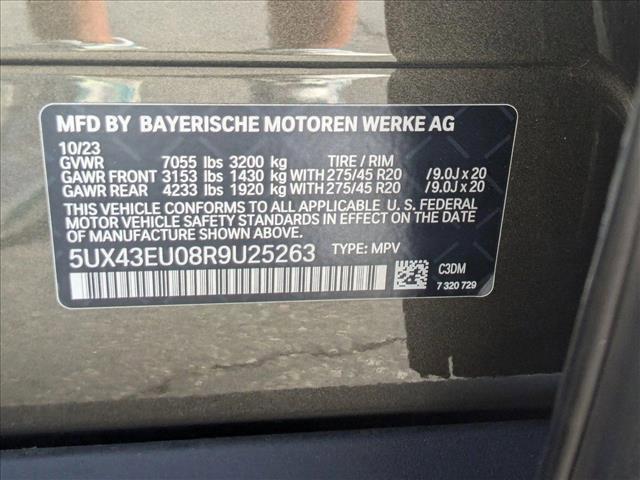 MFD BY BAYERISCHE MOTOREN WERKE AG
10/23
GVWR 7055 lbs 3200 kg TIRE / RIM
GAWR FRONT 3153 lbs 1430 kg WITH 275/45 R20 /9.0J x 20
GAWR REAR 4233 lbs 1920 kg WITH 275/45 R20 /9.0J x 20
THIS VEHICLE CONFORMS TO ALL APPLICABLE U. S. FEDERAL
MOTOR VEHICLE SAFETY STANDARDS IN EFFECT ON THE DATE
OF MANUFACTURE SHOWN ABOVE.
5UX43EU08R9U25263 TYPE: MPV
C3DM
7 320 729